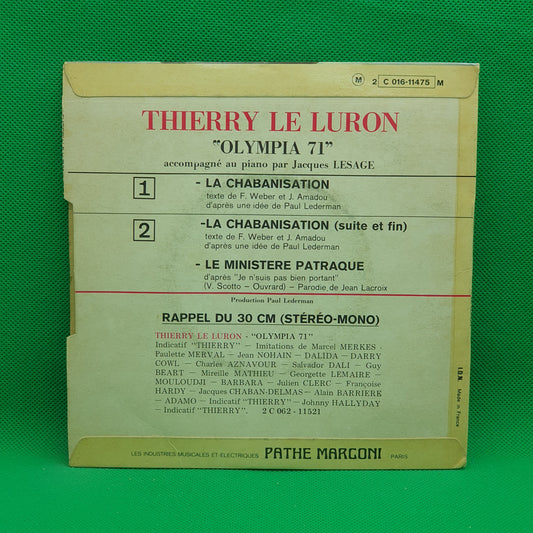 M 2 C 016-11475 M
THIERRY LE LURON
"OLYMPIA 71"
accompagné au piano par Jacques LESAGE
1 - LA CHABANISATION
texte de F. Weber et J. Amadou
d'après une idée de Paul Lederman
2 -LA CHABANISATION (suite et fin)
texte de F. Weber et J. Amadou
d'après une idée de Paul Lederman
- LE MINISTERE PATRAQUE
d'après "Je n'suis pas bien portant"
(V. Scotto - Ouvrard) - Parodie de Jean Lacroix
Production Paul Lederman
RAPPEL DU 30 CM (STÉRÉO-MONO)
THIERRY LE LURON - "OLYMPIA 71"
Indicatif "THIERRY" — Imitations de Marcel MERKES -
Paulette MERVAL — Jean NOHAIN — DALIDA — DARRY
COWL — Charles AZNAVOUR — Salvador DALI — Guy
BEART — Mireille MATHIEU — Georgette LEMAIRE —
MOULOUDJI — BARBARA — Julien CLERC — Françoise
HARDY — Jacques CHABAN-DELMAS — Alain BARRIERE
— ADAMO — Indicatif "THIERRY" — Johnny HALLYDAY
— Indicatif "THIERRY". 2 C 062 - 11521
I.D.N. Made in France
LES INDUSTRIES MUSICALES ET ELECTRIQUES PATHE MARCONI PARIS